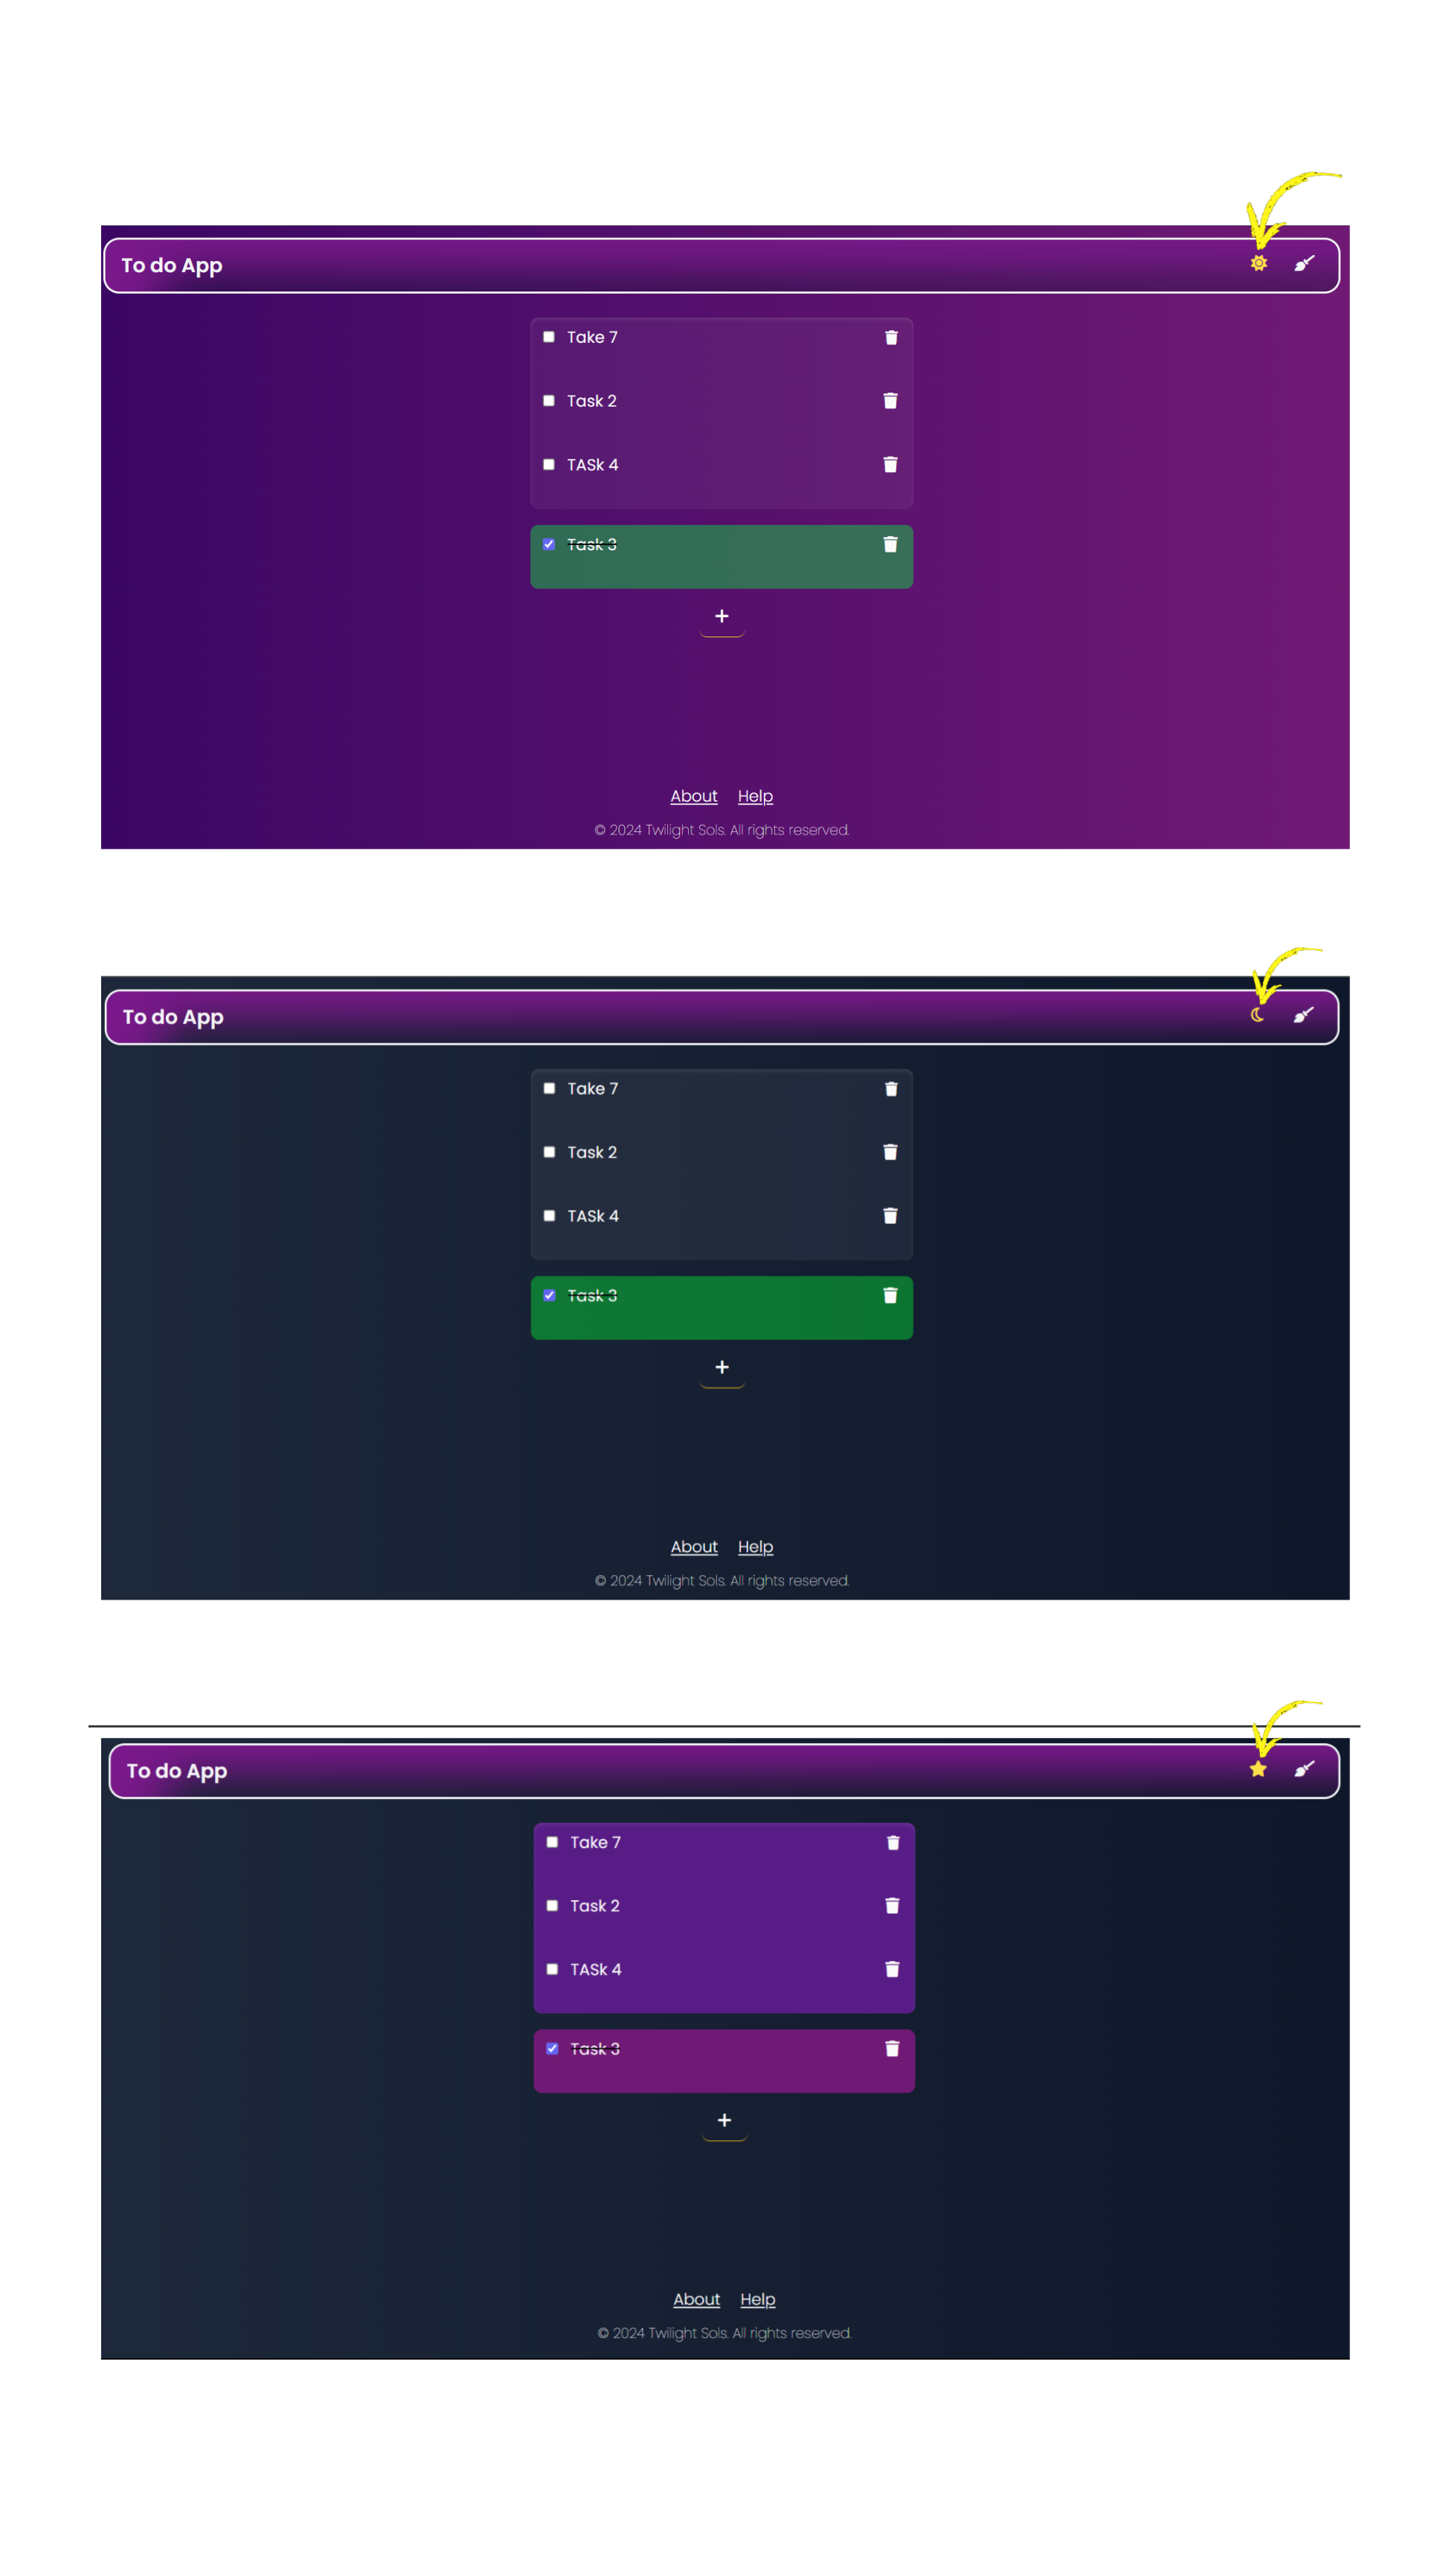 To do App
Take 7
Task 2
TASk 4
Task 3
+
About Help
© 2024 Twilight Sols. All rights reserved.
To do App
Take 7
Task 2
TASk 4
Task 3
+
About Help
© 2024 Twilight Sols. All rights reserved.
To do App
Take 7
Task 2
TASk 4
Task 3
+
About Help
© 2024 Twilight Sols. All rights reserved.